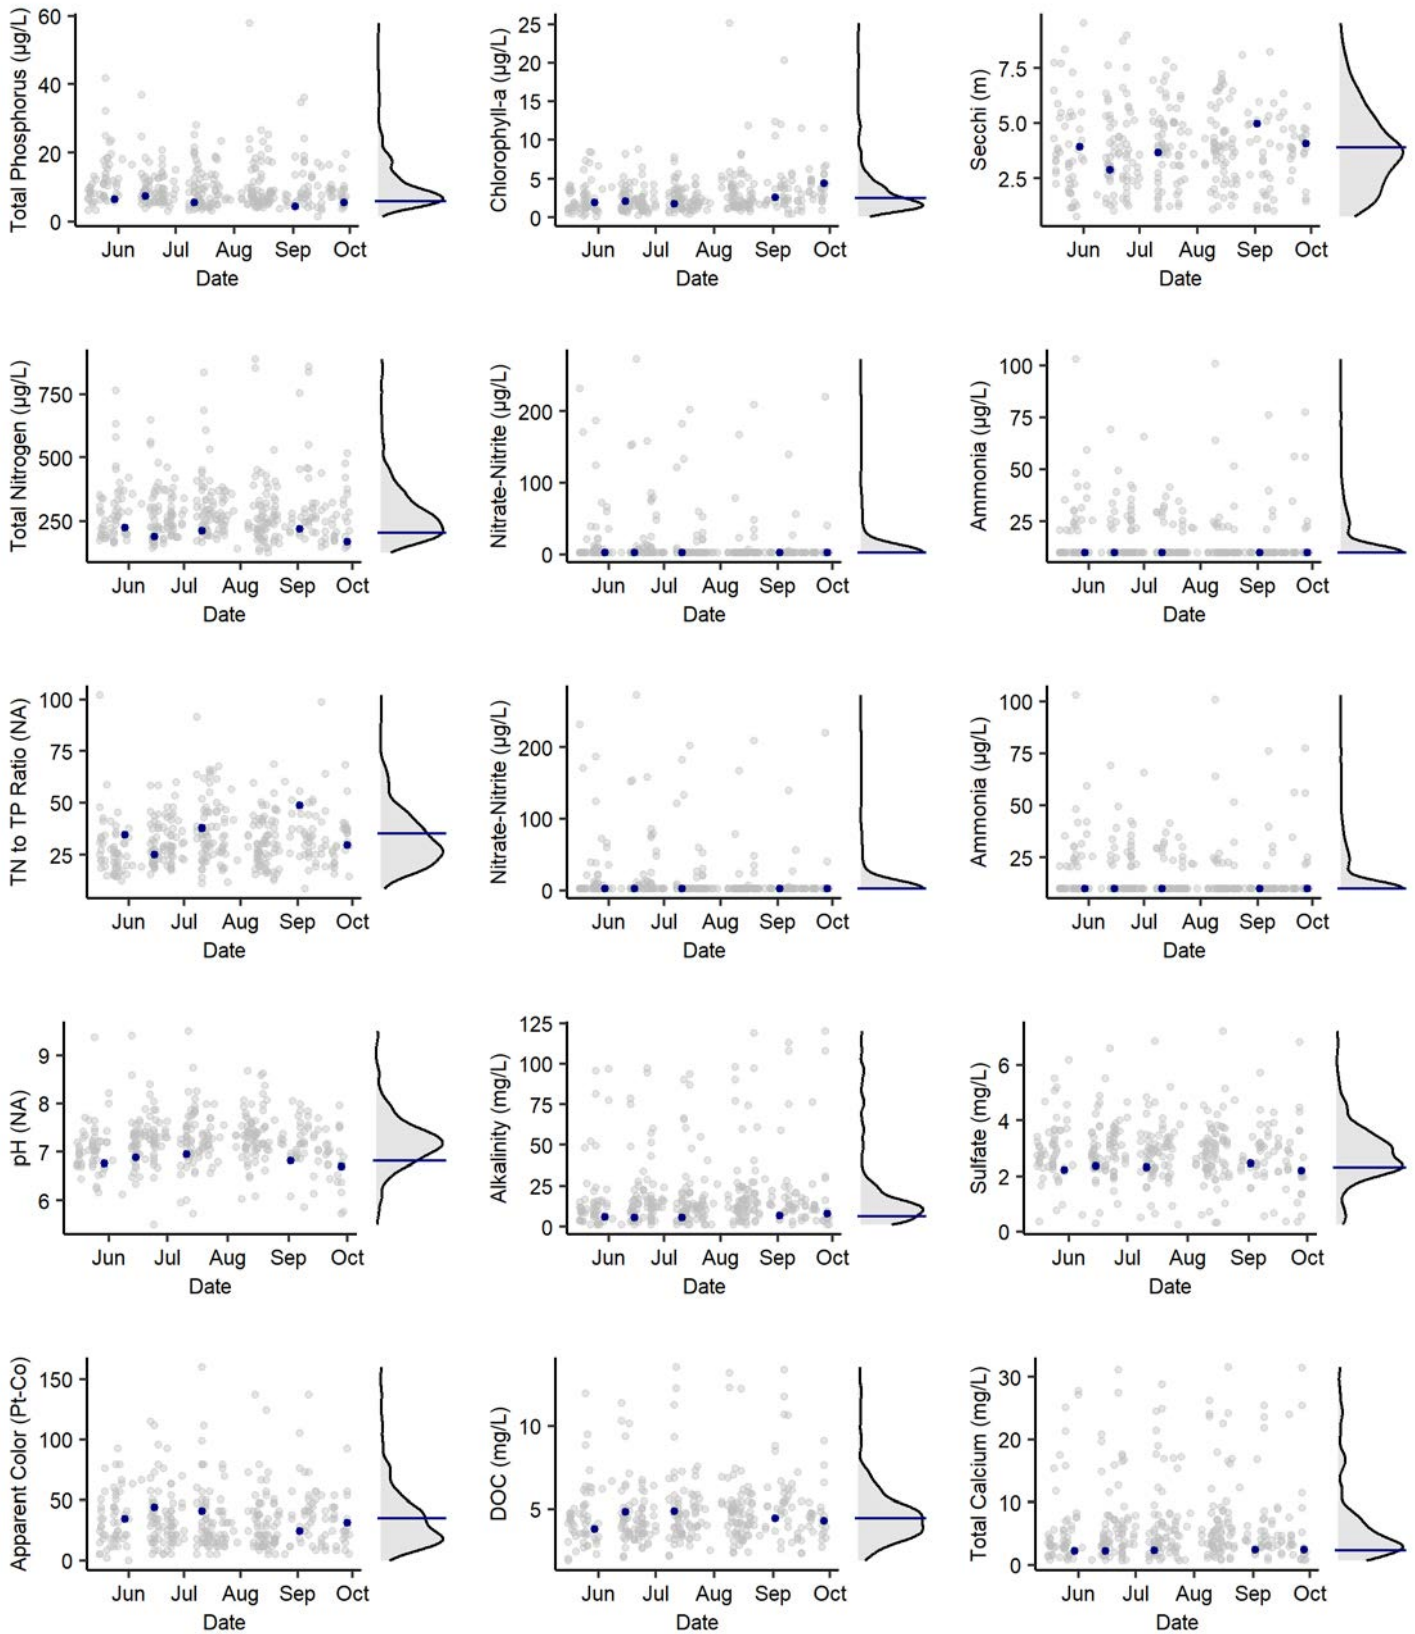 Total Phosphorus (µg/L)
60
40
20
0
Jun Jul Aug Sep Oct
Date
Chlorophyll-a (µg/L)
25
20
15
10
5
0
Jun Jul Aug Sep Oct
Date
Secchi (m)
7.5
5.0
2.5
Jun Jul Aug Sep Oct
Date
Total Nitrogen (µg/L)
750
500
250
Jun Jul Aug Sep Oct
Date
Nitrate-Nitrite (µg/L)
200
100
0
Jun Jul Aug Sep Oct
Date
Ammonia (µg/L)
100
75
50
25
Jun Jul Aug Sep Oct
Date
TN to TP Ratio (NA)
100
75
50
25
Jun Jul Aug Sep Oct
Date
Nitrate-Nitrite (µg/L)
200
100
0
Jun Jul Aug Sep Oct
Date
Ammonia (µg/L)
100
75
50
25
Jun Jul Aug Sep Oct
Date
pH (NA)
9
8
7
6
Jun Jul Aug Sep Oct
Date
Alkalinity (mg/L)
125
100
75
50
25
0
Jun Jul Aug Sep Oct
Date
Sulfate (mg/L)
6
4
2
0
Jun Jul Aug Sep Oct
Date
Apparent Color (Pt-Co)
150
100
50
0
Jun Jul Aug Sep Oct
Date
DOC (mg/L)
10
5
Jun Jul Aug Sep Oct
Date
Total Calcium (mg/L)
30
20
10
0
Jun Jul Aug Sep Oct
Date